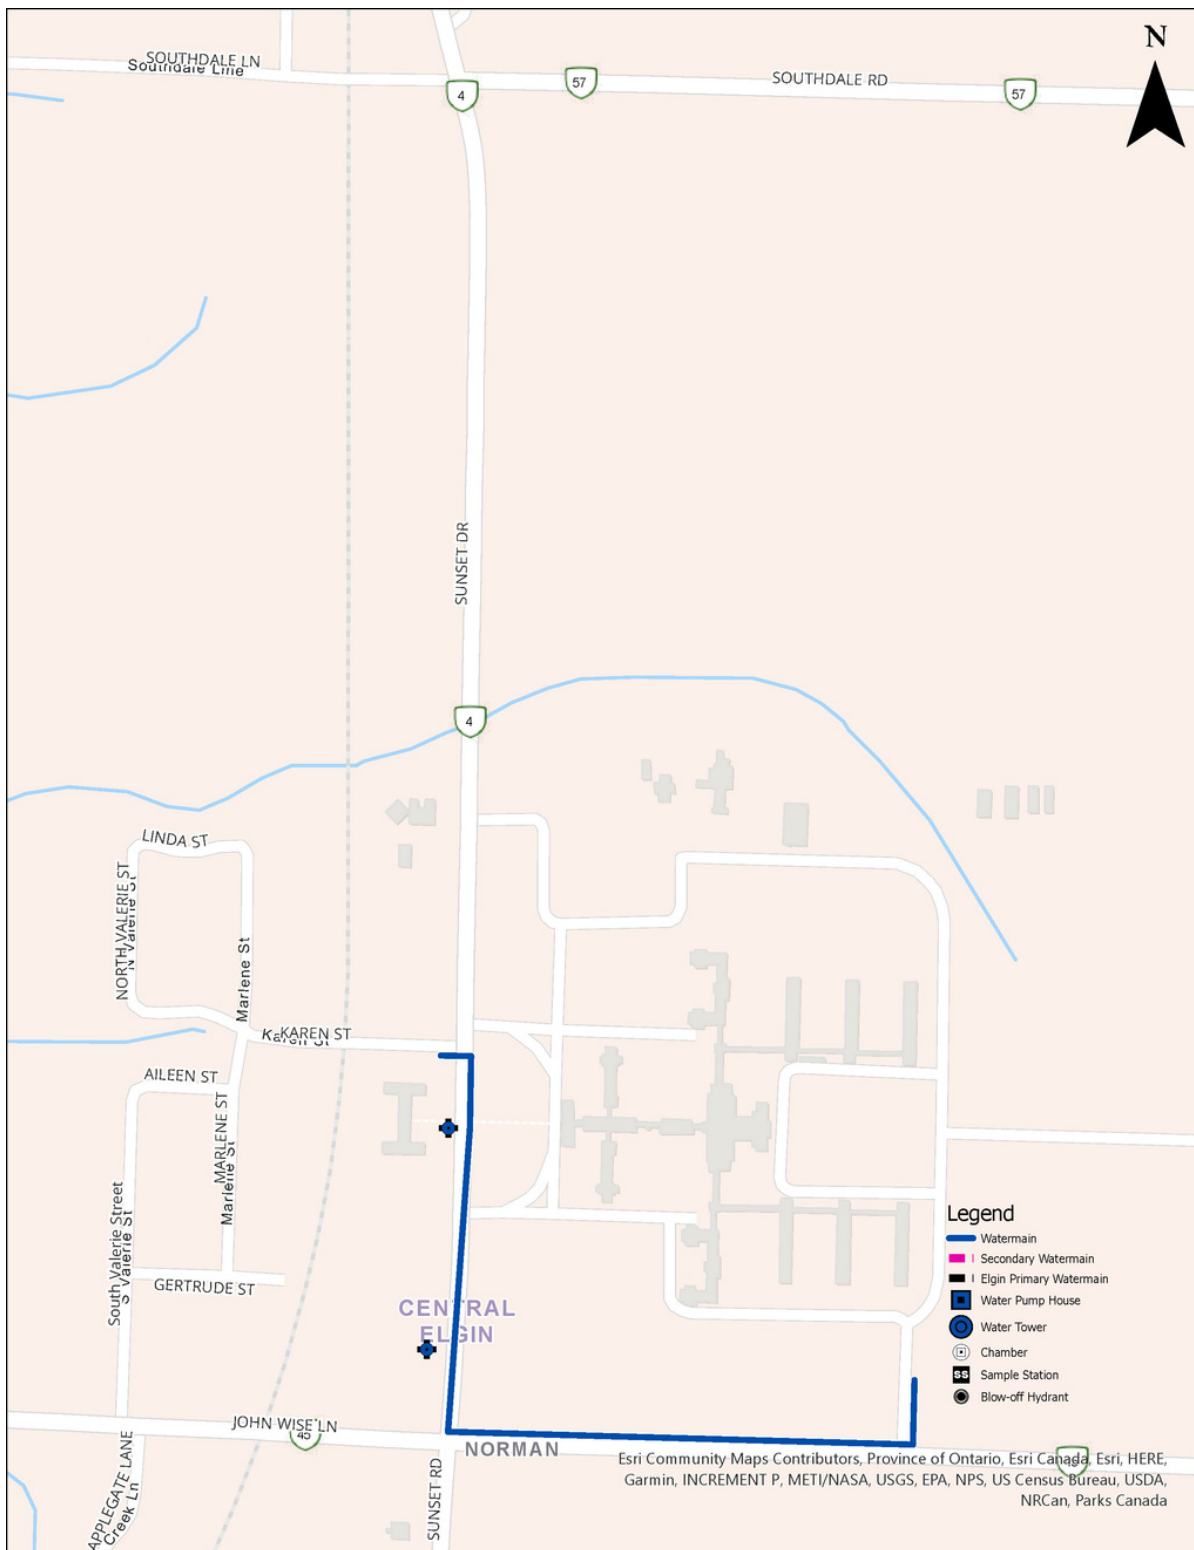 N
SOUTHDALE LN
Southdale Line
57
SOUTHDALE RD
57
4
SUNSET DR
4
LINDA ST
NORTH VALERIE ST
N Valerie St
Marlene St
KAREN ST
Karen St
AILEEN ST
MARLENE ST
Marlene St
South Valerie Street
S Valerie St
GERTRUDE ST
CENTRAL
ELGIN
Legend
Watermain
Secondary Watermain
Elgin Primary Watermain
Water Pump House
Water Tower
Chamber
SS Sample Station
Blow-off Hydrant
JOHN WISE LN
45
NORMAN
APPLEGATE LANE
Creek Ln
SUNSET RD
45
Esri Community Maps Contributors, Province of Ontario, Esri Canada, Esri, HERE,
Garmin, INCREMENT P, METI/NASA, USGS, EPA, NPS, US Census Bureau, USDA,
NRCan, Parks Canada